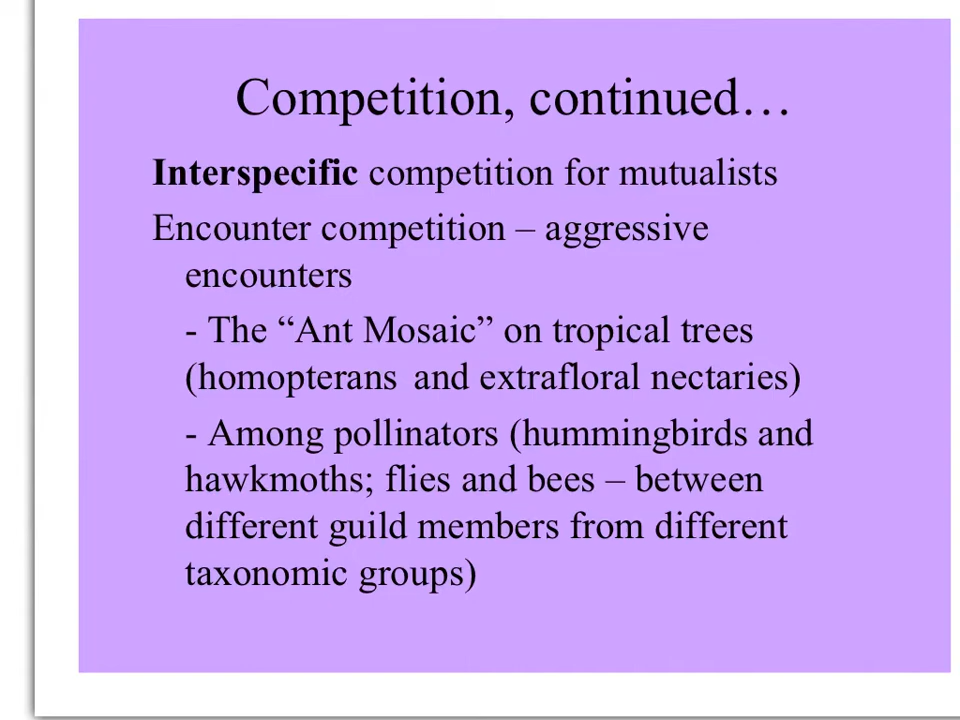 Competition, continued…
Interspecific competition for mutualists
Encounter competition – aggressive
encounters
- The “Ant Mosaic” on tropical trees
(homopterans and extrafloral nectaries)
- Among pollinators (hummingbirds and
hawkmoths; flies and bees – between
different guild members from different
taxonomic groups)